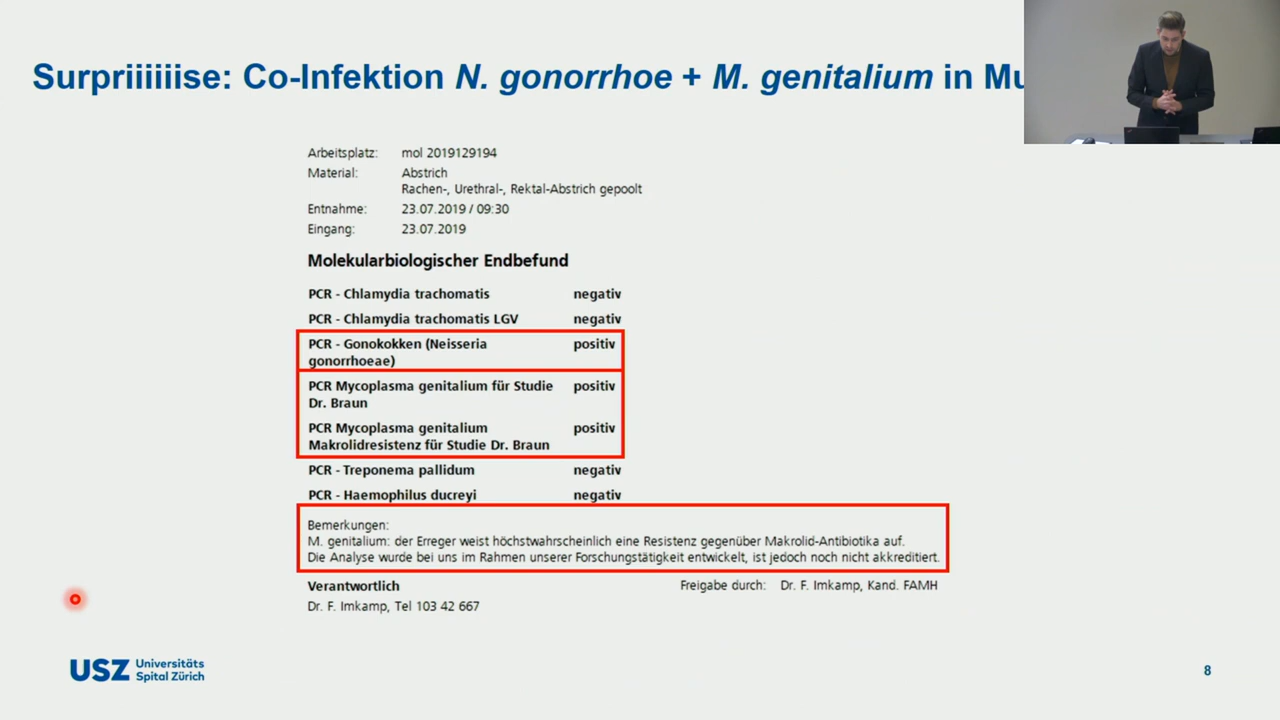 Surpriiiiiise: Co-Infektion N. gonorrhoe + M. genitalium in
Arbeitsplatz: mol 2019129194
Material: Abstrich
Rachen-, Urethral-, Rektal-Abstrich gepoolt
Entnahme: 23.07.2019 / 09:30
Eingang: 23.07.2019
Molekularbiologischer Endbefund
PCR - Chlamydia trachomatis negativ
PCR - Chlamydia trachomatis LGV negativ
PCR - Gonokokken (Neisseria positiv
gonorrhoeae)
PCR Mycoplasma genitalium für Studie positiv
Dr. Braun
PCR Mycoplasma genitalium positiv
Makrolidresistenz für Studie Dr. Braun
PCR - Treponema pallidum negativ
PCR - Haemophilus ducreyi negativ
Bemerkungen:
M. genitalium: der Erreger weist höchstwahrscheinlich eine Resistenz gegenüber Makrolid-Antibiotika auf.
Die Analyse wurde bei uns im Rahmen unserer Forschungstätigkeit entwickelt, ist jedoch noch nicht akkreditiert.
Verantwortlich Freigabe durch: Dr. F. Imkamp, Kand. FAMH
Dr. F. Imkamp, Tel 103 42 667
USZ Universitäts
Spital Zürich
8